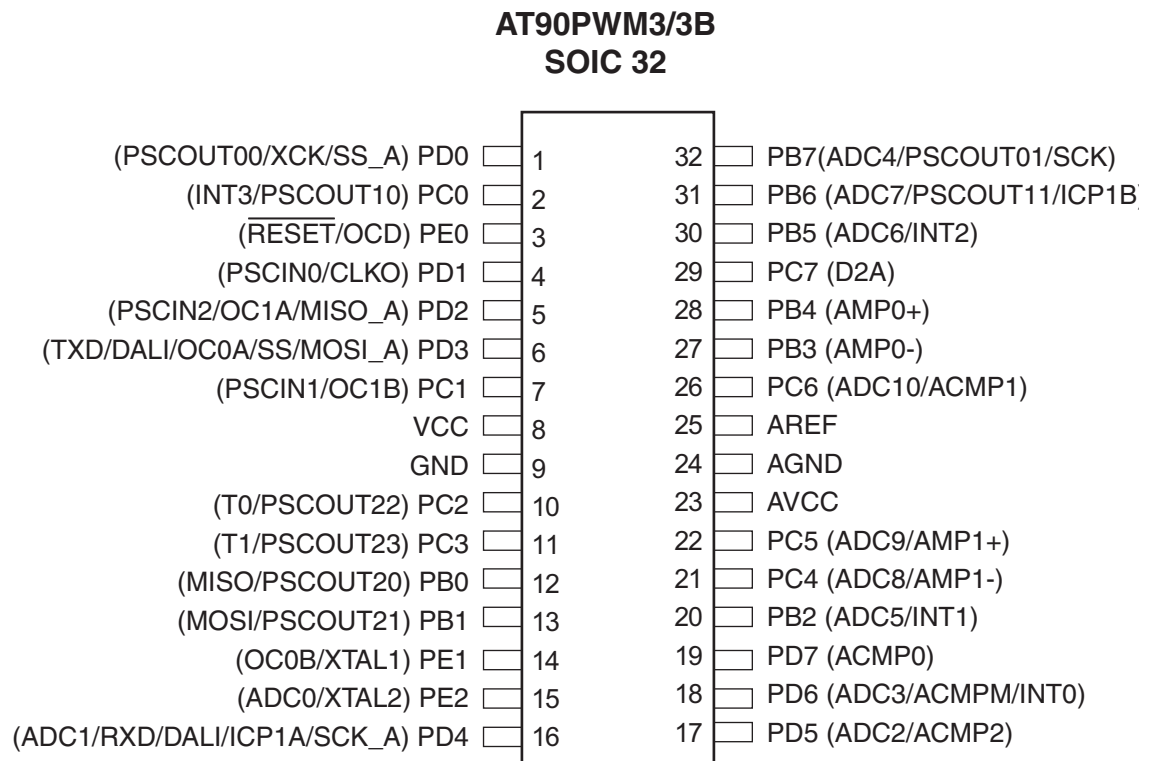 AT90PWM3/3B
SOIC 32
(PSCOUT00/XCK/SS_A) PD0 1 32 PB7(ADC4/PSCOUT01/SCK)
(INT3/PSCOUT10) PC0 2 31 PB6 (ADC7/PSCOUT11/ICP1B)
(RESET/OCD) PE0 3 30 PB5 (ADC6/INT2)
(PSCIN0/CLKO) PD1 4 29 PC7 (D2A)
(PSCIN2/OC1A/MISO_A) PD2 5 28 PB4 (AMP0+)
(TXD/DALI/OC0A/SS/MOSI_A) PD3 6 27 PB3 (AMP0-)
(PSCIN1/OC1B) PC1 7 26 PC6 (ADC10/ACMP1)
VCC 8 25 AREF
GND 9 24 AGND
(T0/PSCOUT22) PC2 10 23 AVCC
(T1/PSCOUT23) PC3 11 22 PC5 (ADC9/AMP1+)
(MISO/PSCOUT20) PB0 12 21 PC4 (ADC8/AMP1-)
(MOSI/PSCOUT21) PB1 13 20 PB2 (ADC5/INT1)
(OC0B/XTAL1) PE1 14 19 PD7 (ACMP0)
(ADC0/XTAL2) PE2 15 18 PD6 (ADC3/ACMPM/INT0)
(ADC1/RXD/DALI/ICP1A/SCK_A) PD4 16 17 PD5 (ADC2/ACMP2)